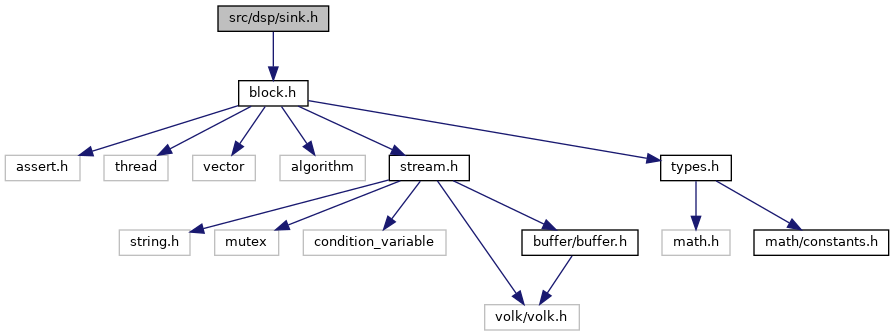 src/dsp/sink.h
block.h
assert.h
thread
vector
algorithm
stream.h
types.h
string.h
mutex
condition_variable
buffer/buffer.h
math.h
math/constants.h
volk/volk.h